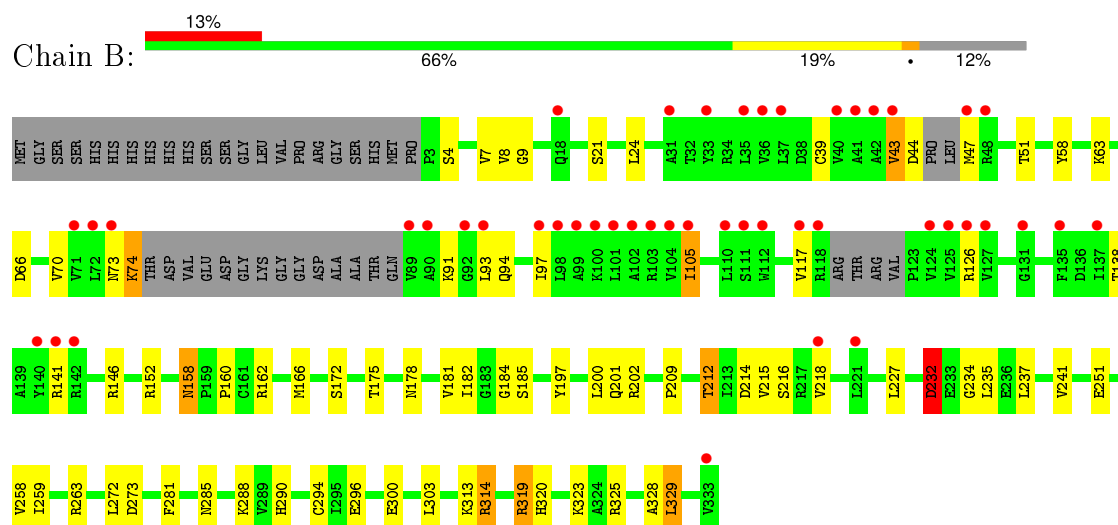 13%
Chain B:
66% 19% • 12%
MET GLY SER SER HIS HIS HIS HIS HIS HIS SER SER GLY LEU VAL PRO ARG GLY SER HIS MET PRO P3 S4 V7 V8 G9 Q18 S21 L24 A31 T32 Y33 R34 L35 V36 L37 D38 C39 V40 A41 A42 V43 D44 PRO LEU M47 R48 T51 Y58 K63
D66 V70 V71 L72 N73 K74 THR ASP VAL GLU ASP GLY LYS GLY GLY ASP ALA ALA THR GLN V89 A90 K91 G92 L93 Q94 I97 L98 A99 K100 L101 A102 R103 V104 I105 L110 S111 W112 V117 R118 ARG THR ARG VAL P123 V124 V125 R126 V127 G131 F135 D136 I137 T138
A139 Y140 R141 R142 R146 R152 N158 P159 P160 C161 R162 M166 S172 T175 N178 V181 I182 G183 G184 S185 Y197 L200 Q201 R202 P209 T212 I213 D214 V215 S216 R217 V218 L221 L227 D232 E233 G234 L235 E236 L237 V241 E251
V258 I259 R263 L272 D273 F281 N285 K288 V289 H290 C294 I295 E296 E300 L303 K313 R314 R319 H320 K323 A324 R325 A328 L329 V333